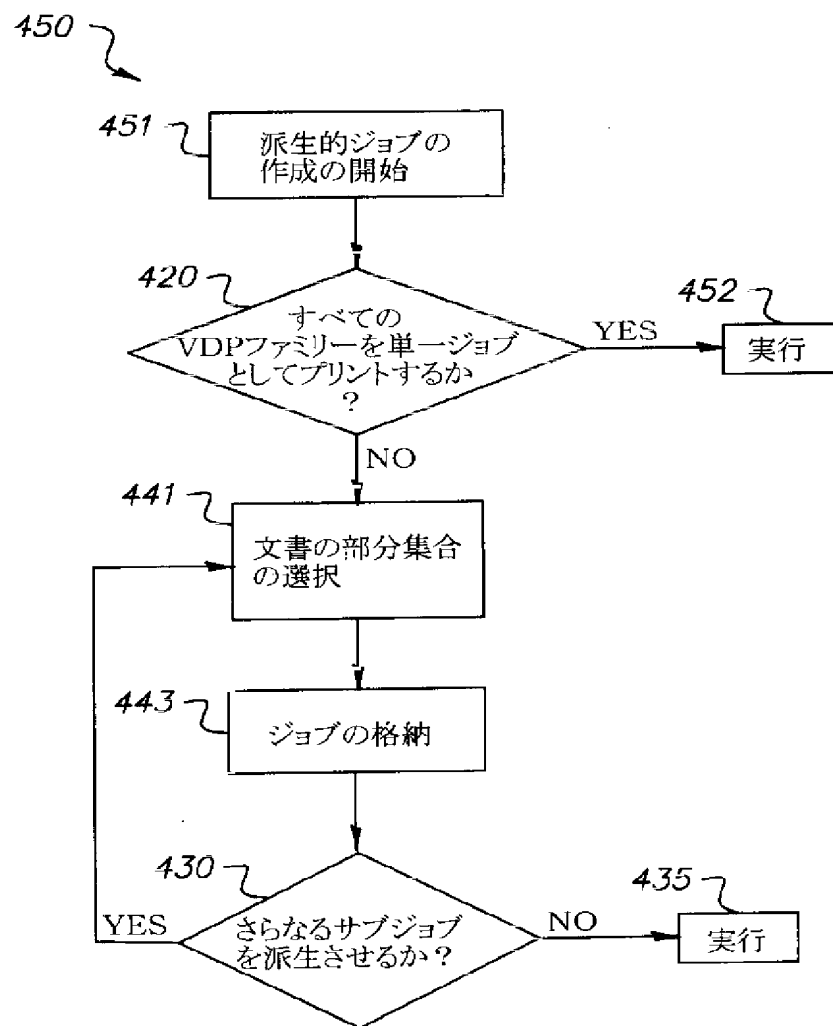 450
451
派生的ジョブの
作成の開始
420
すべての
VDPファミリーを単一ジョブ
としてプリントするか
?
YES
452
実行
NO
441
文書の部分集合
の選択
443
ジョブの格納
430
さらなるサブジョブ
を派生させるか?
YES
NO
435
実行